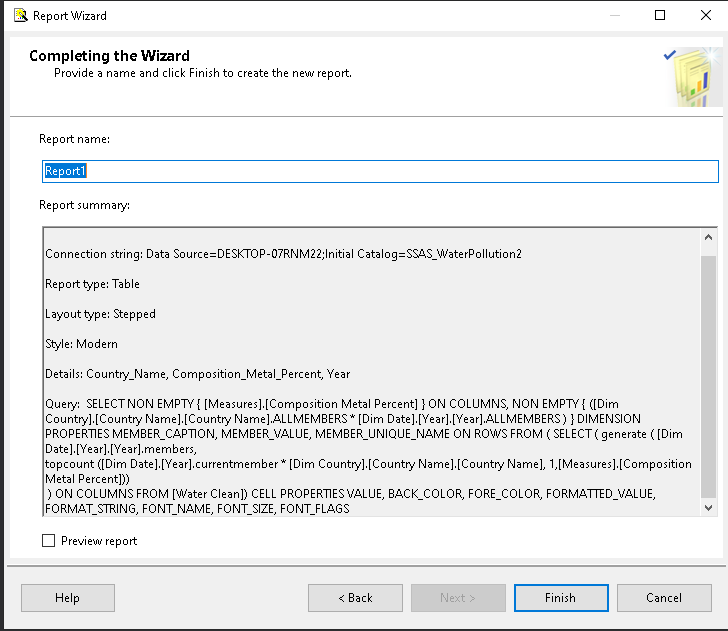 Report Wizard
Completing the Wizard
Provide a name and click Finish to create the new report.
Report name:
Report1
Report summary:
Connection string: Data Source=DESKTOP-07RNM22;Initial Catalog=SSAS_WaterPollution2
Report type: Table
Layout type: Stepped
Style: Modern
Details: Country_Name, Composition_Metal_Percent, Year
Query:  SELECT NON EMPTY { [Measures].[Composition Metal Percent] } ON COLUMNS, NON EMPTY { ([Dim
Country].[Country Name].[Country Name].ALLMEMBERS * [Dim Date].[Year].[Year].ALLMEMBERS ) } DIMENSION
PROPERTIES MEMBER_CAPTION, MEMBER_VALUE, MEMBER_UNIQUE_NAME ON ROWS FROM ( SELECT ( generate ( [Dim
Date].[Year].[Year].members,
topcount ([Dim Date].[Year].currentmember * [Dim Country].[Country Name].[Country Name], 1,[Measures].[Composition
Metal Percent]))
 ) ON COLUMNS FROM [Water Clean]) CELL PROPERTIES VALUE, BACK_COLOR, FORE_COLOR, FORMATTED_VALUE,
FORMAT_STRING, FONT_NAME, FONT_SIZE, FONT_FLAGS
Preview report
Help
< Back
Next >
Finish
Cancel